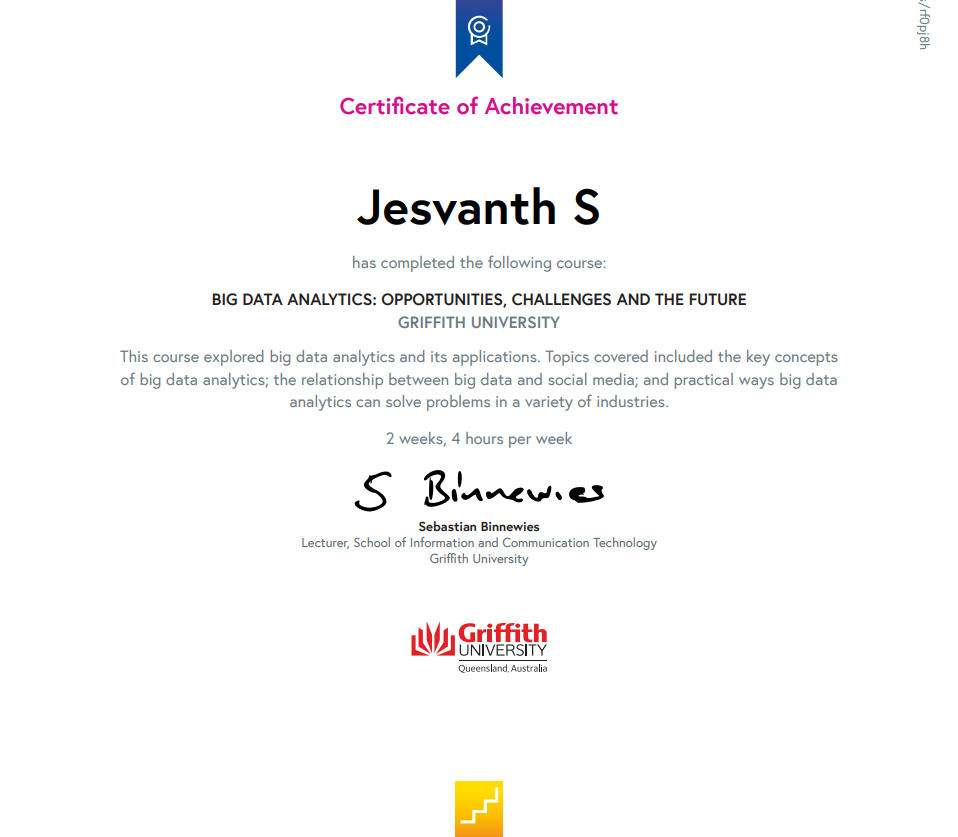 /rf0pj8h
Certificate of Achievement
Jesvanth S
has completed the following course:
BIG DATA ANALYTICS: OPPORTUNITIES, CHALLENGES AND THE FUTURE
GRIFFITH UNIVERSITY
This course explored big data analytics and its applications. Topics covered included the key concepts
of big data analytics; the relationship between big data and social media; and practical ways big data
analytics can solve problems in a variety of industries.
2 weeks, 4 hours per week
S Binnewies
Sebastian Binnewies
Lecturer, School of Information and Communication Technology
Griffith University
Griffith
UNIVERSITY
Queensland, Australia